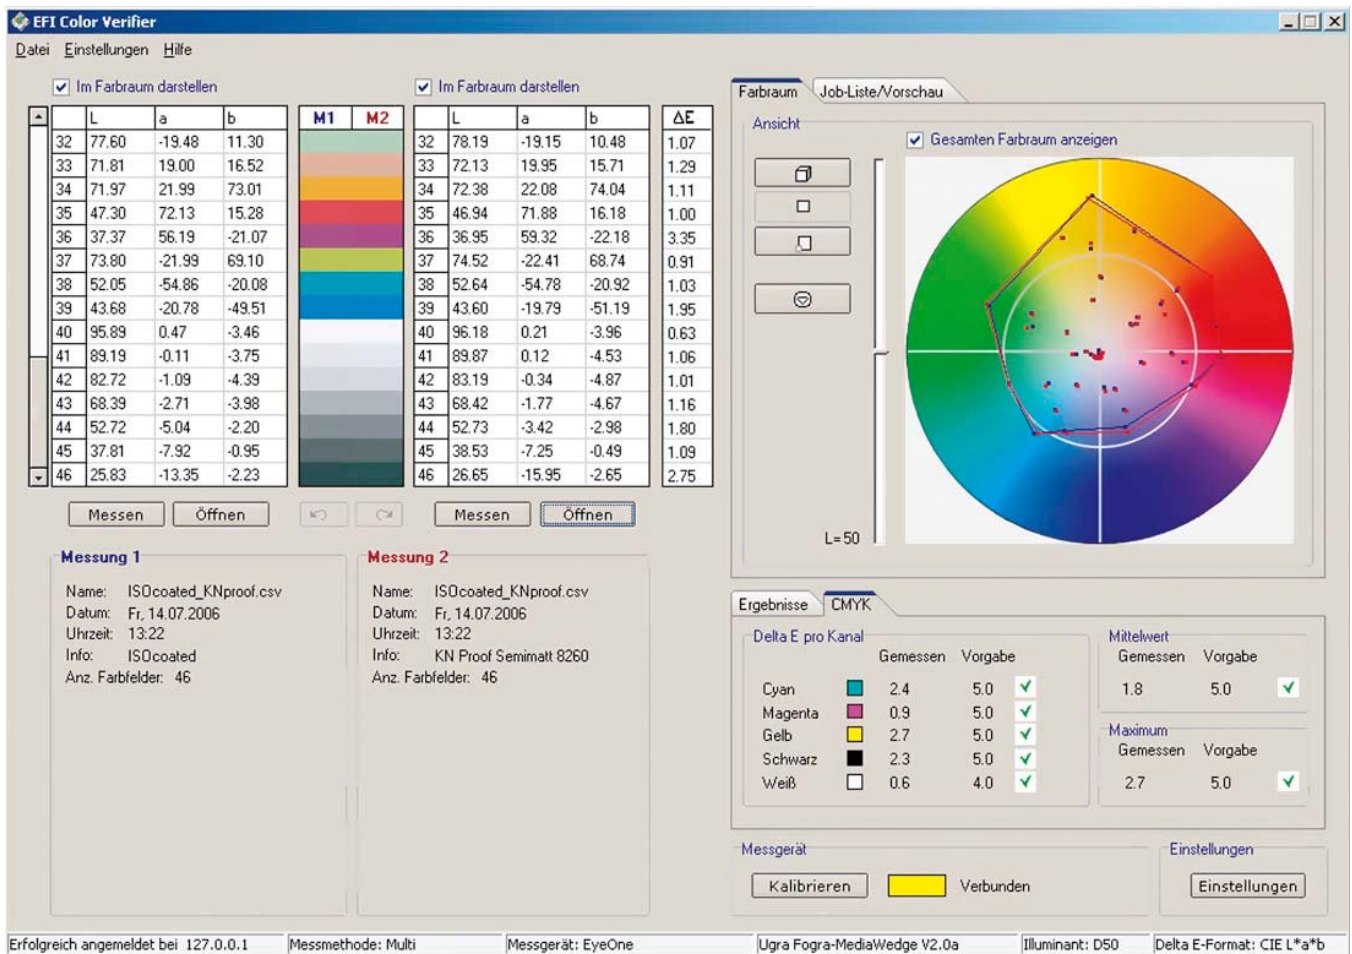 EFI Color Verifier
Datei Einstellungen Hilfe
Im Farbraum darstellen
L a b
32 77.60 -19.48 11.30
33 71.81 19.00 16.52
34 71.97 21.99 73.01
35 47.30 72.13 15.28
36 37.37 56.19 -21.07
37 73.80 -21.99 69.10
38 52.05 -54.86 -20.08
39 43.68 -20.78 -49.51
40 95.89 0.47 -3.46
41 89.19 -0.11 -3.75
42 82.72 -1.09 -4.39
43 68.39 -2.71 -3.98
44 52.72 -5.04 -2.20
45 37.81 -7.92 -0.95
46 25.83 -13.35 -2.23
Messen Öffnen
M1 M2
Im Farbraum darstellen
L a b ΔE
32 78.19 -19.15 10.48 1.07
33 72.13 19.95 15.71 1.29
34 72.38 22.08 74.04 1.11
35 46.94 71.88 16.18 1.00
36 36.95 59.32 -22.18 3.35
37 74.52 -22.41 68.74 0.91
38 52.64 -54.78 -20.92 1.03
39 43.60 -19.79 -51.19 1.95
40 96.18 0.21 -3.96 0.63
41 89.87 0.12 -4.53 1.06
42 83.19 -0.34 -4.87 1.01
43 68.42 -1.77 -4.67 1.16
44 52.73 -3.42 -2.98 1.80
45 38.53 -7.25 -0.49 1.09
46 26.65 -15.95 -2.65 2.75
Messen Öffnen
Messung 1
Name: ISOcoated_KNproof.csv
Datum: Fr, 14.07.2006
Uhrzeit: 13:22
Info: ISOcoated
Anz. Farbfelder: 46
Messung 2
Name: ISOcoated_KNproof.csv
Datum: Fr, 14.07.2006
Uhrzeit: 13:22
Info: KN Proof Semimatt 8260
Anz. Farbfelder: 46
Farbraum Job-Liste/Vorschau
Ansicht
Gesamten Farbraum anzeigen
L=50
Ergebnisse CMYK
Delta E pro Kanal
Gemessen Vorgabe
Cyan 2.4 5.0
Magenta 0.9 5.0
Gelb 2.7 5.0
Schwarz 2.3 5.0
Weiß 0.6 4.0
Mittelwert
Gemessen Vorgabe
1.8 5.0
Maximum
Gemessen Vorgabe
2.7 5.0
Messgerät
Kalibrieren Verbunden
Einstellungen
Einstellungen
Erfolgreich angemeldet bei 127.0.0.1 Messmethode: Multi Messgerät: EyeOne Ugra Fogra-MediaWedge V2.0a Illuminant: D50 Delta E-Format: CIE L*a*b